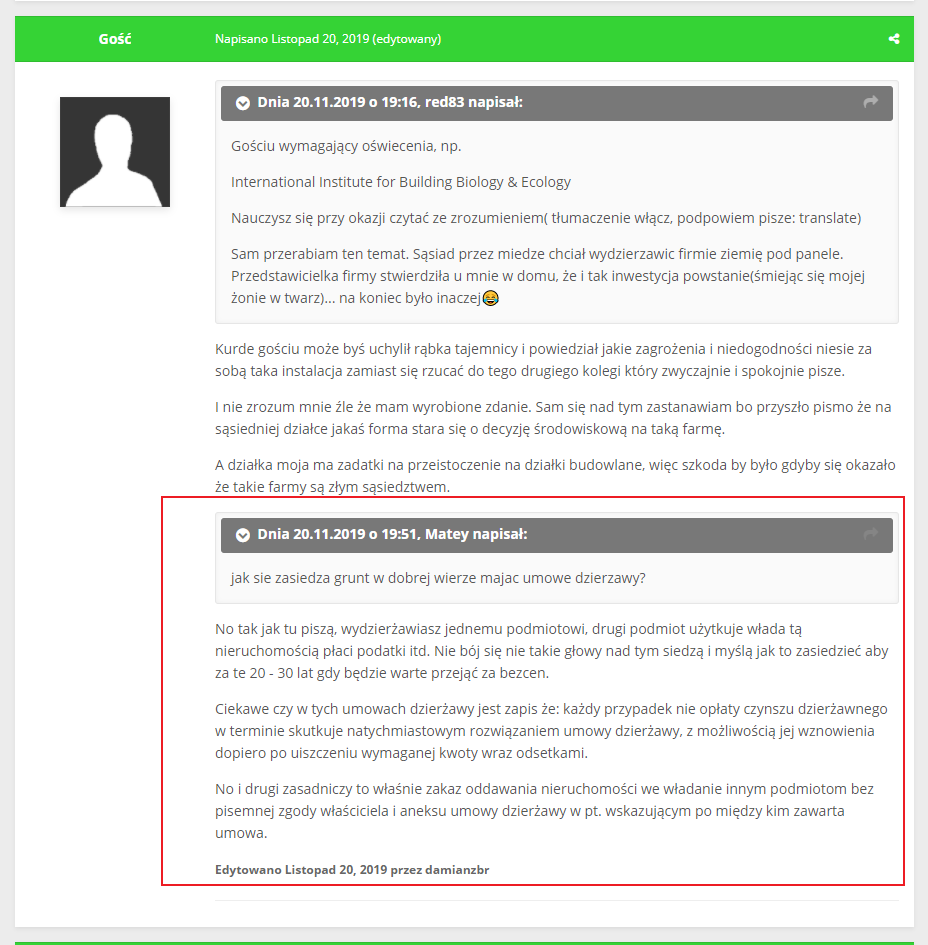 Gość
Napisano Listopad 20, 2019 (edytowany)
Dnia 20.11.2019 o 19:16, red83 napisał:
Gościu wymagający oświecenia, np.
International Institute for Building Biology & Ecology
Nauczysz się przy okazji czytać ze zrozumieniem( tłumaczenie włącz, podpowiem pisze: translate)
Sam przerabiam ten temat. Sąsiad przez miedze chciał wydzierzawic firmie ziemię pod panele.
Przedstawicielka firmy stwierdziła u mnie w domu, że i tak inwestycja powstanie(śmiejąc się mojej
żonie w twarz)... na koniec było inaczej😂
Kurde gościu może byś uchylił rąbka tajemnicy i powiedział jakie zagrożenia i niedogodności niesie za
sobą taka instalacja zamiast się rzucać do tego drugiego kolegi który zwyczajnie i spokojnie pisze.
I nie zrozum mnie źle że mam wyrobione zdanie. Sam się nad tym zastanawiam bo przyszło pismo że na
sąsiedniej działce jakaś forma stara się o decyzję środowiskową na taką farmę.
A działka moja ma zadatki na przeistoczenie na działki budowlane, więc szkoda by było gdyby się okazało
że takie farmy są złym sąsiedztwem.
Dnia 20.11.2019 o 19:51, Matey napisał:
jak sie zasiedza grunt w dobrej wierze majac umowe dzierzawy?
No tak jak tu piszą, wydzierżawiasz jednemu podmiotowi, drugi podmiot użytkuje włada tą
nieruchomością płaci podatki itd. Nie bój się nie takie głowy nad tym siedzą i myślą jak to zasiedzieć aby
za te 20 - 30 lat gdy będzie warte przejąć za bezcen.
Ciekawe czy w tych umowach dzierżawy jest zapis że: każdy przypadek nie opłaty czynszu dzierżawnego
w terminie skutkuje natychmiastowym rozwiązaniem umowy dzierżawy, z możliwością jej wznowienia
dopiero po uiszczeniu wymaganej kwoty wraz odsetkami.
No i drugi zasadniczy to właśnie zakaz oddawania nieruchomości we władanie innym podmiotom bez
pisemnej zgody właściciela i aneksu umowy dzierżawy w pt. wskazującym po między kim zawarta
umowa.
Edytowano Listopad 20, 2019 przez damianzbr